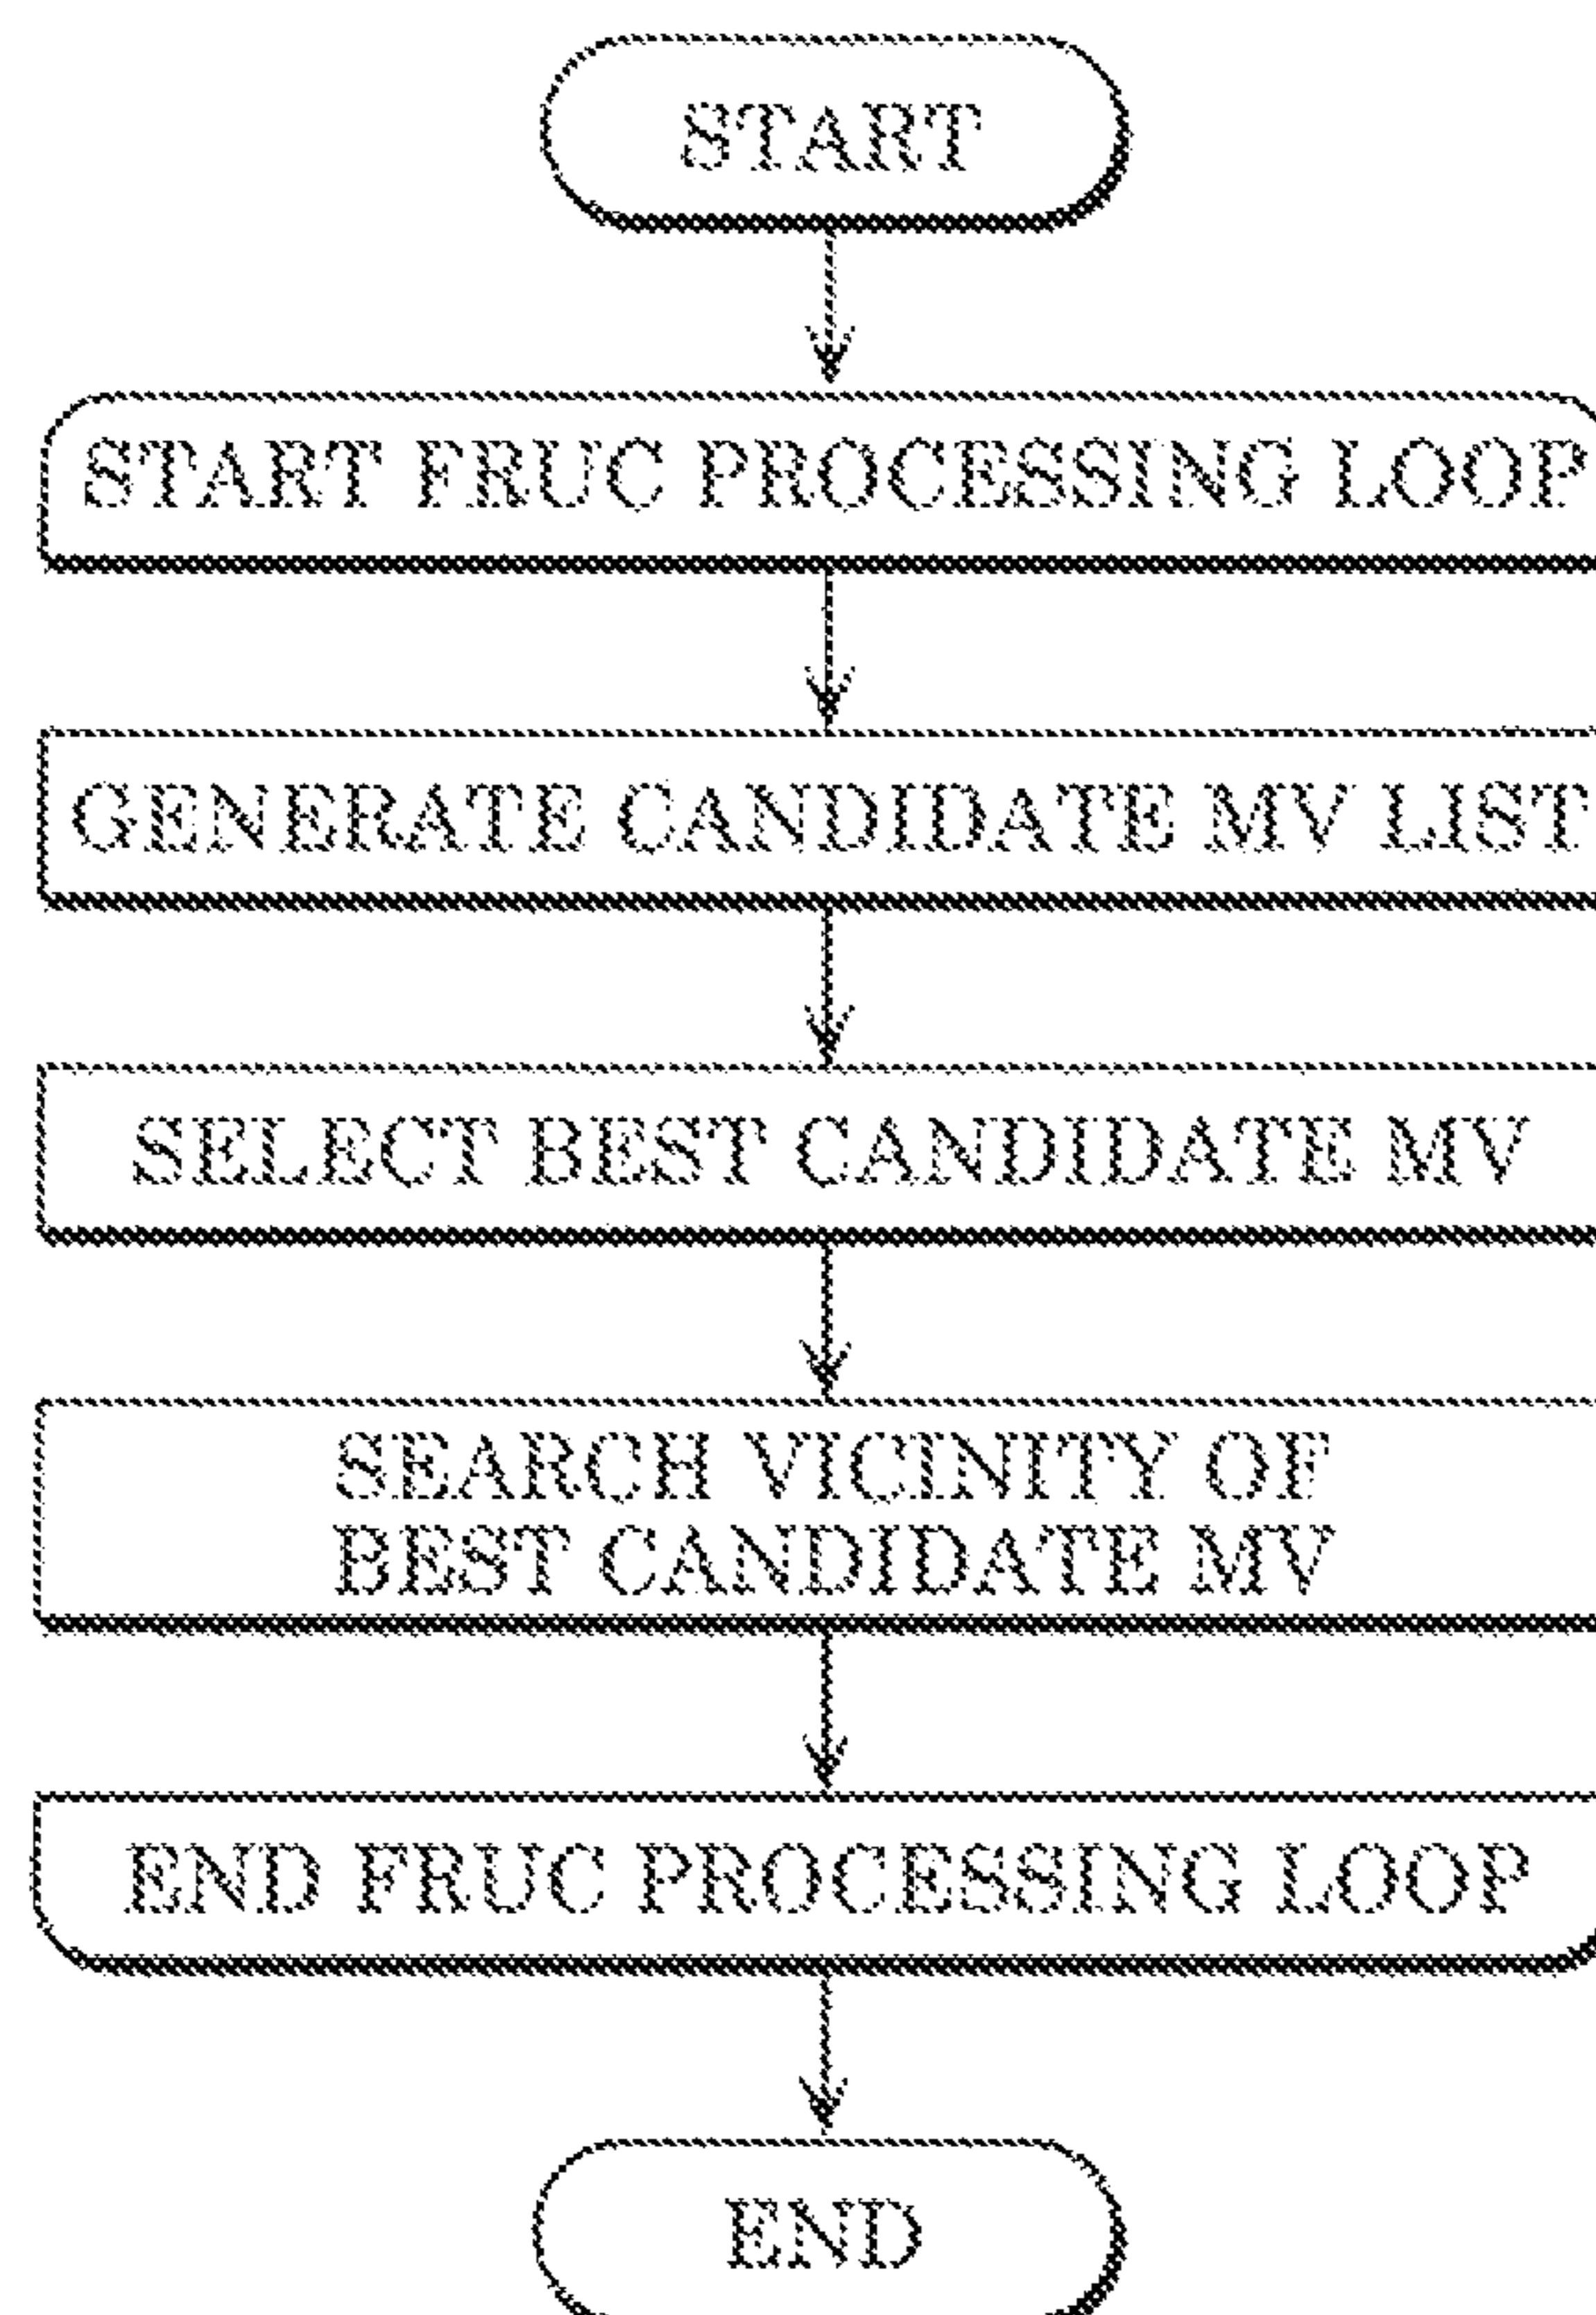 START
START FRUC PROCESSING LOOP
GENERATE CANDIDATE MV LIST
SELECT BEST CANDIDATE MV
SEARCH VICINITY OF
BEST CANDIDATE MV
END FRUC PROCESSING LOOP
END